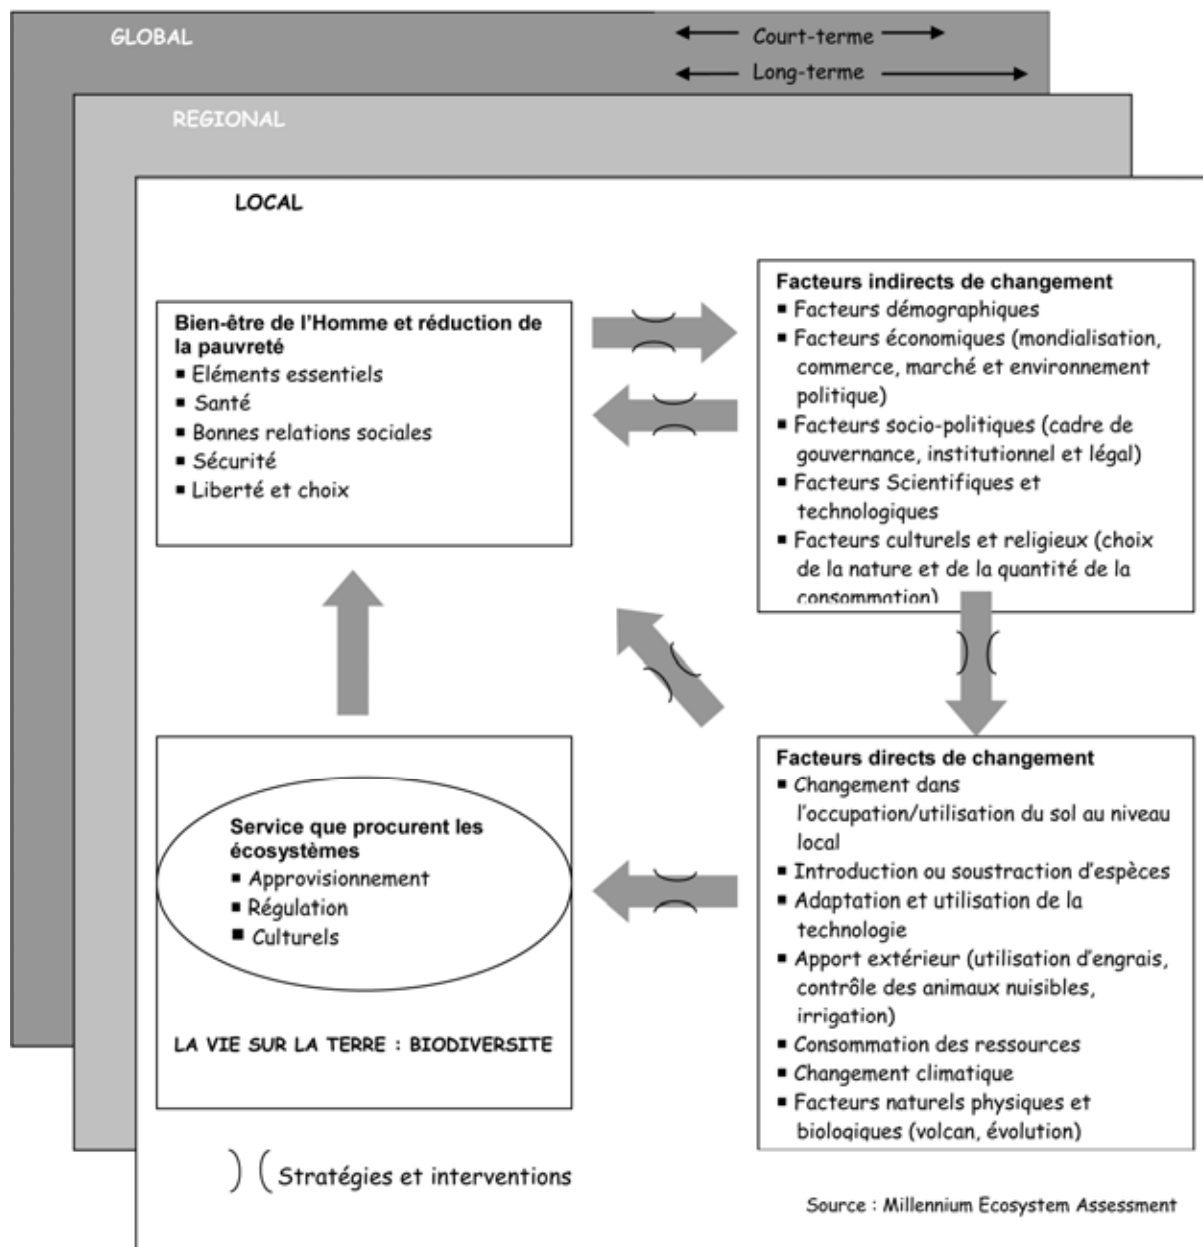 GLOBAL
Court-terme
Long-terme
REGIONAL
LOCAL
Bien-être de l'Homme et réduction de
la pauvreté
▪ Eléments essentiels
▪ Santé
▪ Bonnes relations sociales
▪ Sécurité
▪ Liberté et choix
Facteurs indirects de changement
▪ Facteurs démographiques
▪ Facteurs économiques (mondialisation,
commerce, marché et environnement
politique)
▪ Facteurs socio-politiques (cadre de
gouvernance, institutionnel et légal)
▪ Facteurs Scientifiques et
technologiques
▪ Facteurs culturels et religieux (choix
de la nature et de la quantité de la
consommation)
Service que procurent les
écosystèmes
▪ Approvisionnement
▪ Régulation
▪ Culturels
LA VIE SUR LA TERRE : BIODIVERSITE
Facteurs directs de changement
▪ Changement dans
l'occupation/utilisation du sol au niveau
local
▪ Introduction ou soustraction d'espèces
▪ Adaptation et utilisation de la
technologie
▪ Apport extérieur (utilisation d'engrais,
contrôle des animaux nuisibles,
irrigation)
▪ Consommation des ressources
▪ Changement climatique
▪ Facteurs naturels physiques et
biologiques (volcan, évolution)
) ( Stratégies et interventions
Source : Millennium Ecosystem Assessment